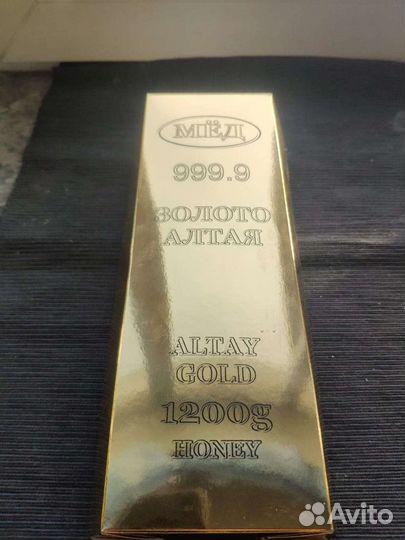 МЁД
999.9
ЗОЛОТО
АЛТАЯ
ALTAY
GOLD
1200g
HONEY
Avito